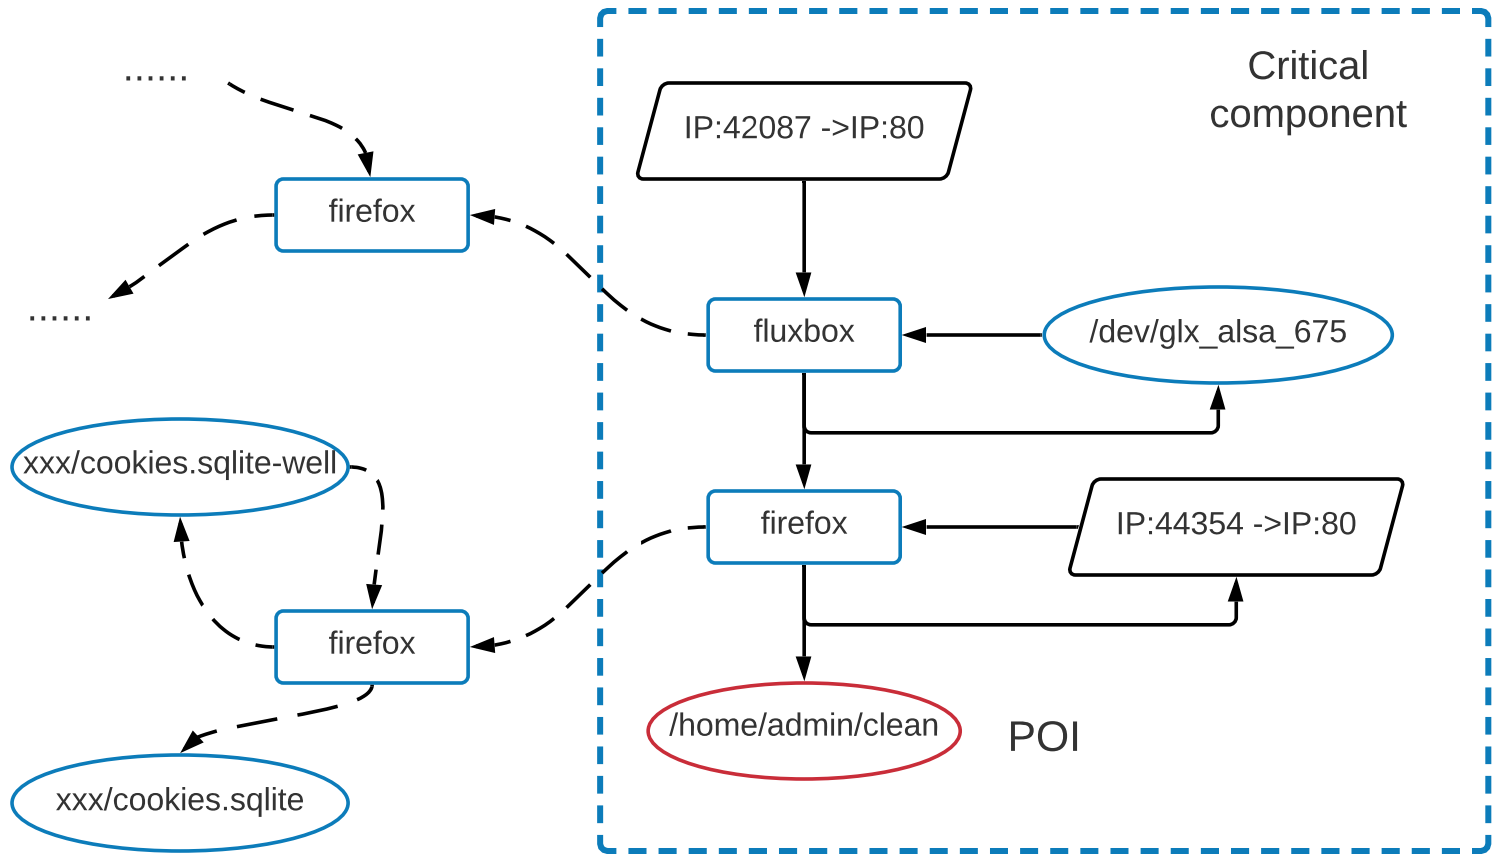 ......
Critical
component
IP:42087 ->IP:80
firefox
......
fluxbox
/dev/glx_alsa_675
xxx/cookies.sqlite-well
firefox
IP:44354 ->IP:80
firefox
/home/admin/clean
POI
xxx/cookies.sqlite